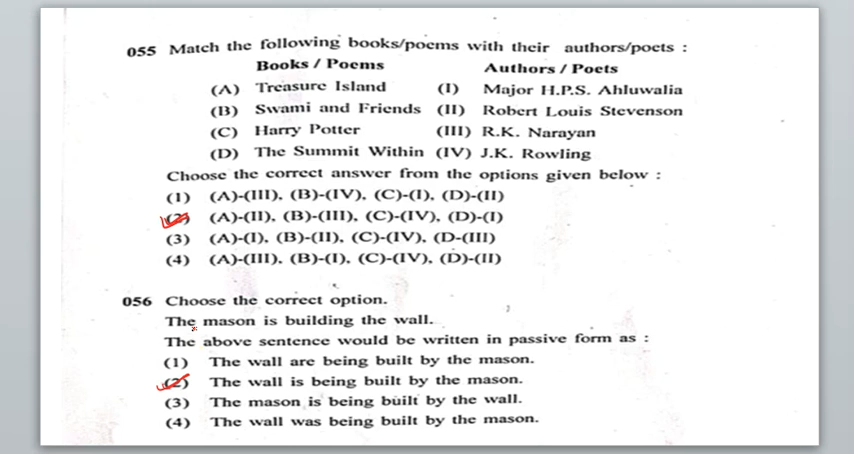 055 Match the following books/poems with their authors/poets :
Books / Poems Authors / Poets
(A) Treasure Island (I) Major H.P.S. Ahluwalia
(B) Swami and Friends (II) Robert Louis Stevenson
(C) Harry Potter (III) R.K. Narayan
(D) The Summit Within (IV) J.K. Rowling
Choose the correct answer from the options given below :
(1) (A)-(III), (B)-(IV), (C)-(I), (D)-(II)
(2) (A)-(II), (B)-(III), (C)-(IV), (D)-(I)
(3) (A)-(I), (B)-(II), (C)-(IV), (D-(III)
(4) (A)-(III), (B)-(I), (C)-(IV), (D)-(II)
056 Choose the correct option.
The mason is building the wall.
The above sentence would be written in passive form as :
(1) The wall are being built by the mason.
(2) The wall is being built by the mason.
(3) The mason is being built by the wall.
(4) The wall was being built by the mason.